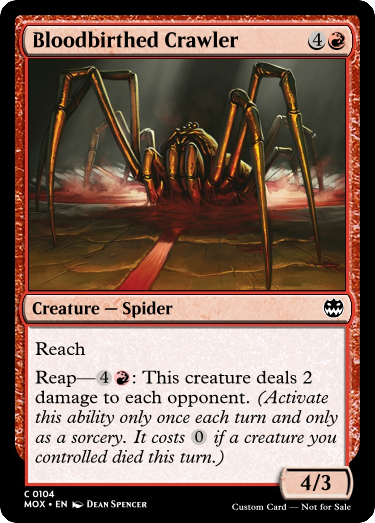 Bloodbirthed Crawler 4
Creature — Spider
Reach
Reap—4: This creature deals 2
damage to each opponent. (Activate
this ability only once each turn and only
as a sorcery. It costs 0 if a creature you
controlled died this turn.)
4/3
C 0104
MOX • EN Dean Spencer
Custom Card — Not for Sale